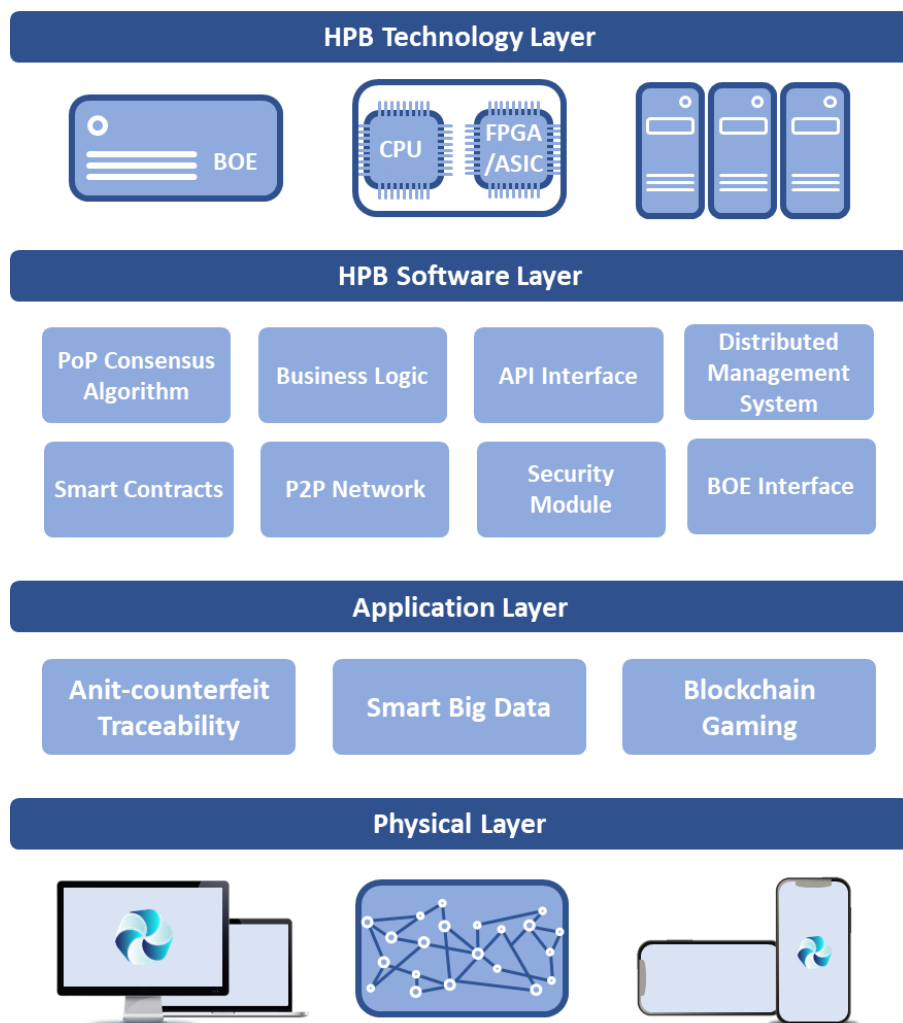 HPB Technology Layer
BOE
CPU
FPGA
/ASIC
HPB Software Layer
PoP Consensus
Algorithm
Business Logic
API Interface
Distributed
Management
System
Smart Contracts
P2P Network
Security
Module
BOE Interface
Application Layer
Anit-counterfeit
Traceability
Smart Big Data
Blockchain
Gaming
Physical Layer